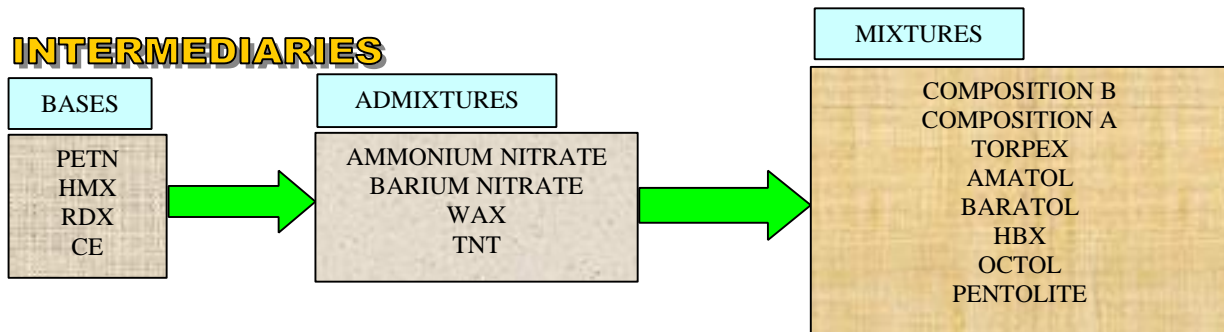 INTERMEDIARIES
BASES
PETN
HMX
RDX
CE
ADMIXTURES
AMMONIUM NITRATE
BARIUM NITRATE
WAX
TNT
MIXTURES
COMPOSITION B
COMPOSITION A
TORPEX
AMATOL
BARATOL
HBX
OCTOL
PENTOLITE